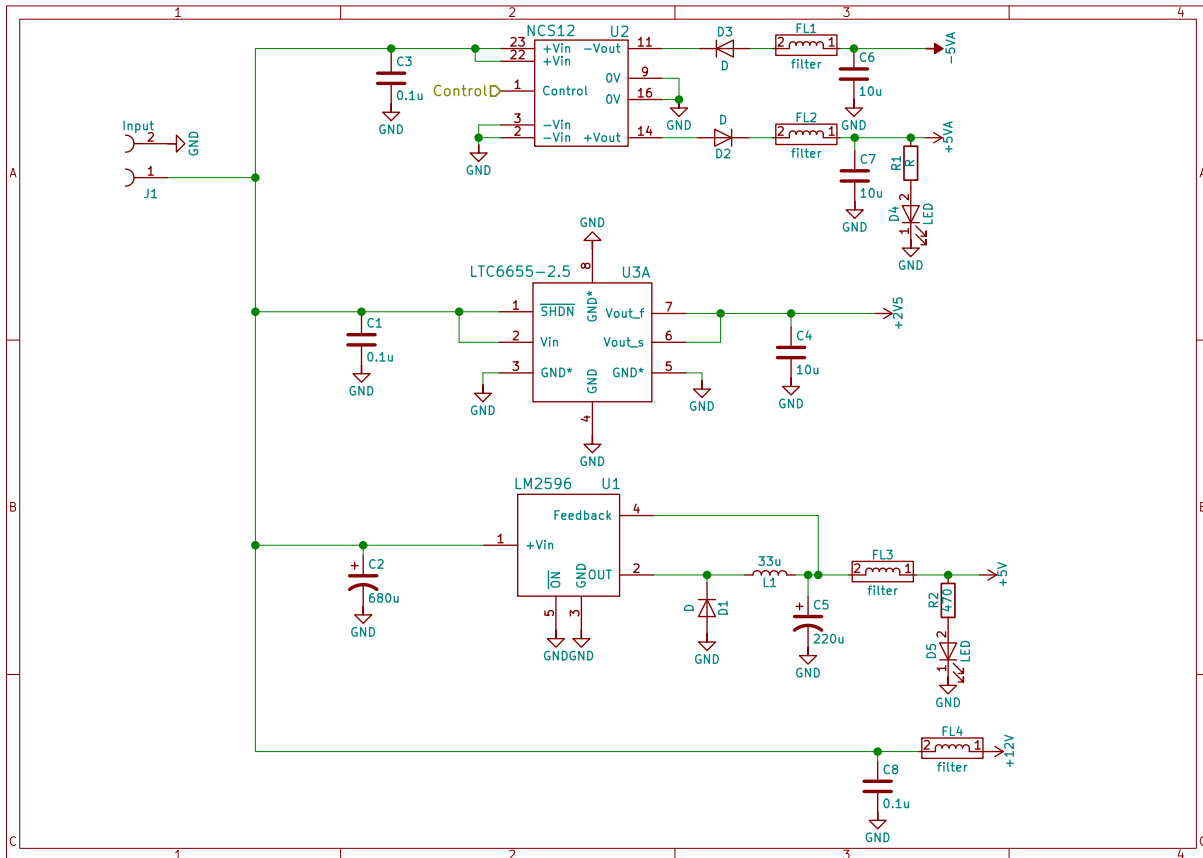 1 2 3 4
NCS12 U2
23 +Vin -Vout 11
22 +Vin
0V 9
1 Control
Control
0V 16
3 -Vin
2 -Vin +Vout 14
GND
GND
C3
0.1u
GND
D3
D
FL1
2 1
filter
C6
10u
GND
-5VA
D
D2
FL2
2 1
filter
C7
10u
GND
+5VA
R1
R
2
D4
LED
1
GND
Input
2
GND
1
J1
A A
GND
8
LTC6655-2.5 U3A
1 SHDN GND* Vout_f 7
2 Vin Vout_s 6
3 GND* GND GND* 5
4
GND
GND
GND
C1
0.1u
GND
C4
10u
GND
+2V5
LM2596 U1
Feedback 4
1 +Vin
ON GND OUT 2
5 3
GND GND
B B
C2
680u
+
GND
D
D1
GND
33u
L1
+
C5
220u
GND
FL3
2 1
filter
+5V
R2
470
2
D5
LED
1
GND
FL4
2 1
filter
+12V
C8
0.1u
GND
C C
1 2 3 4